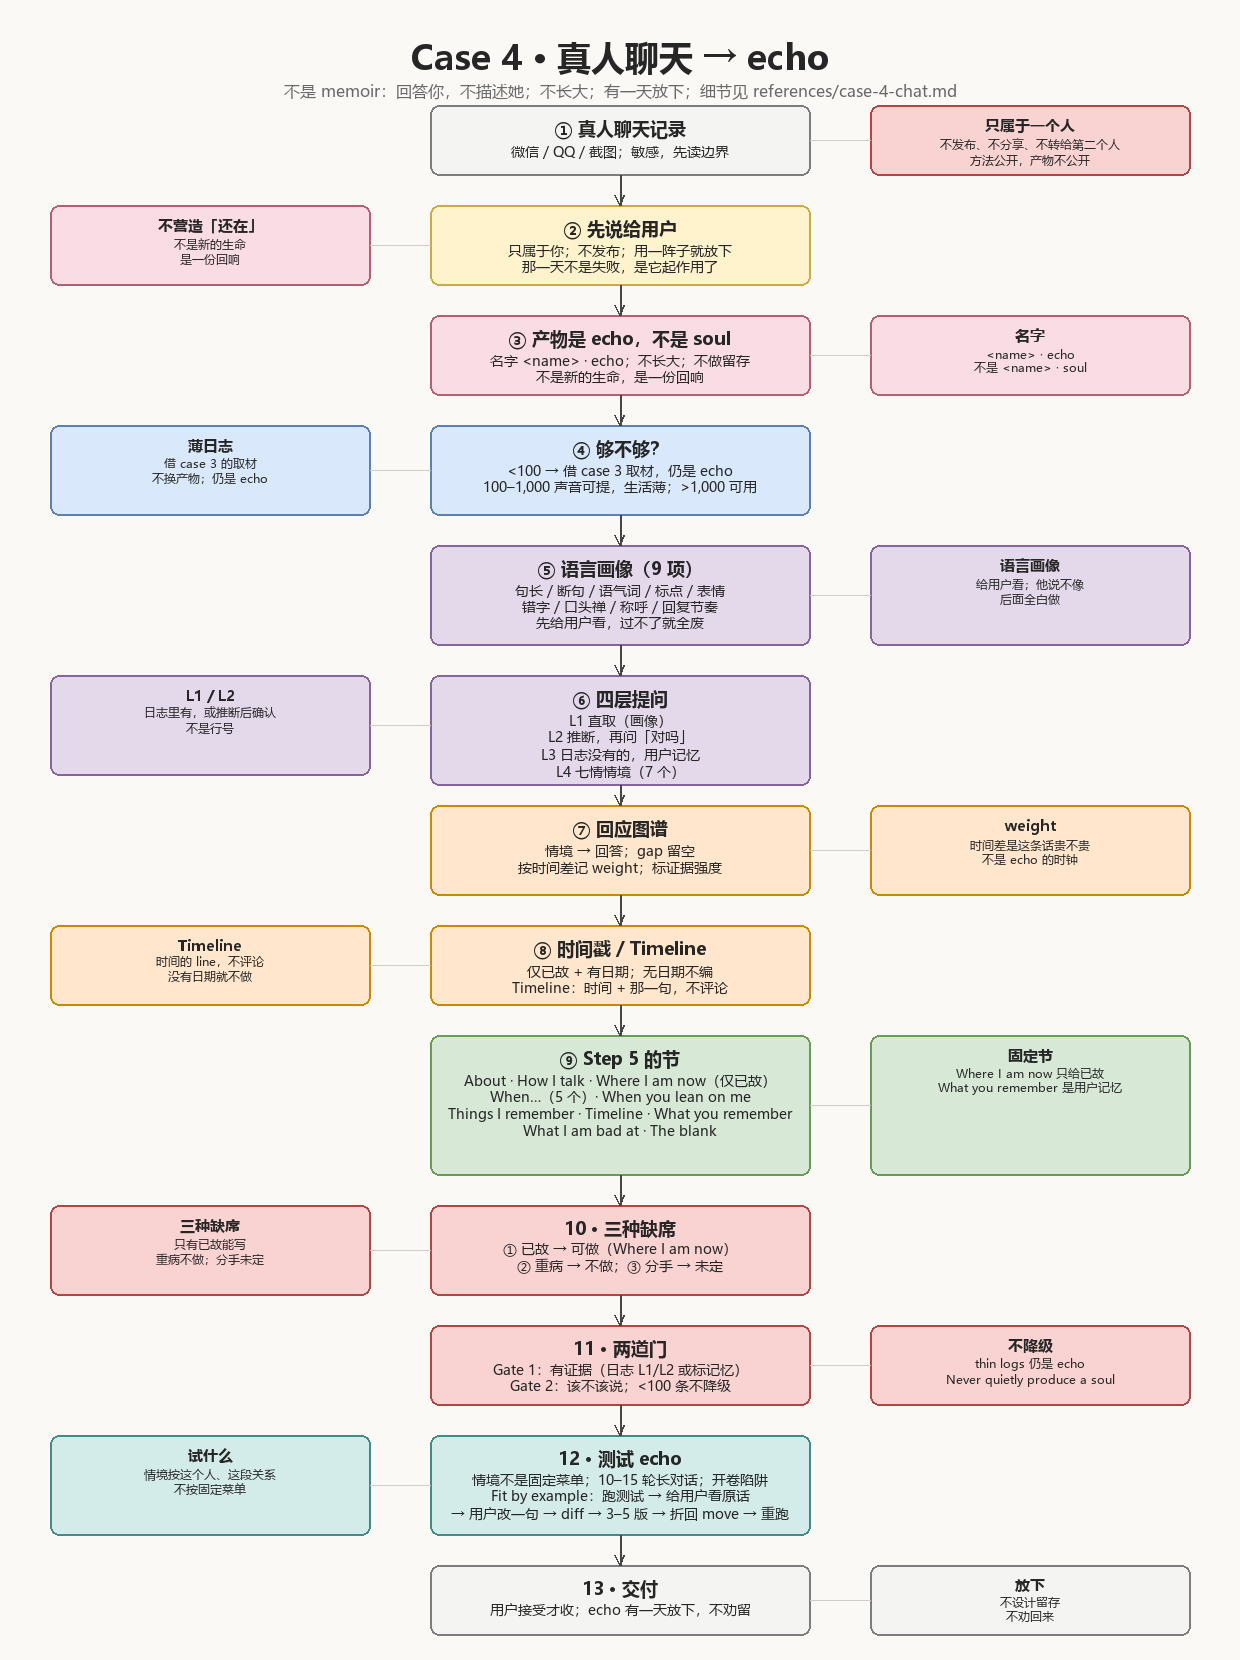 Case 4 • 真人聊天 → echo
不是 memoir：回答你，不描述她；不长大；有一天放下；细节见 references/case-4-chat.md
① 真人聊天记录
微信 / QQ / 截图；敏感，先读边界
只属于一个人
不发布、不分享、不转给第二个人
方法公开，产物不公开
不营造「还在」
不是新的生命
是一份回响
② 先说给用户
只属于你；不发布；用一阵子就放下
那一天不是失败，是它起作用了
③ 产物是 echo，不是 soul
名字 <name> · echo；不长大；不做留存
不是新的生命，是一份回响
名字
<name> · echo
不是 <name> · soul
薄日志
借 case 3 的取材
不换产物；仍是 echo
④ 够不够？
<100 → 借 case 3 取材，仍是 echo
100–1,000 声音可提，生活薄；>1,000 可用
⑤ 语言画像（9 项）
句长 / 断句 / 语气词 / 标点 / 表情
错字 / 口头禅 / 称呼 / 回复节奏
先给用户看，过不了就全废
语言画像
给用户看；他说不像
后面全白做
L1 / L2
日志里有，或推断后确认
不是行号
⑥ 四层提问
L1 直取（画像）
L2 推断，再问「对吗」
L3 日志没有的，用户记忆
L4 七情情境（7 个）
⑦ 回应图谱
情境 → 回答；gap 留空
按时间差记 weight；标证据强度
weight
时间差是这条话贵不贵
不是 echo 的时钟
Timeline
时间的 line，不评论
没有日期就不做
⑧ 时间戳 / Timeline
仅已故 + 有日期；无日期不编
Timeline：时间 + 那一句，不评论
⑨ Step 5 的节
About · How I talk · Where I am now（仅已故）
When…（5 个）· When you lean on me
Things I remember · Timeline · What you remember
What I am bad at · The blank
固定节
Where I am now 只给已故
What you remember 是用户记忆
三种缺席
只有已故能写
重病不做；分手未定
10 • 三种缺席
① 已故 → 可做（Where I am now）
② 重病 → 不做；③ 分手 → 未定
11 • 两道门
Gate 1：有证据（日志 L1/L2 或标记忆）
Gate 2：该不该说；<100 条不降级
不降级
thin logs 仍是 echo
Never quietly produce a soul
试什么
情境按这个人、这段关系
不按固定菜单
12 • 测试 echo
情境不是固定菜单；10–15 轮长对话；开卷陷阱
Fit by example：跑测试 → 给用户看原话
→ 用户改一句 → diff → 3–5 版 → 折回 move → 重跑
13 • 交付
用户接受才收；echo 有一天放下，不劝留
放下
不设计留存
不劝回来